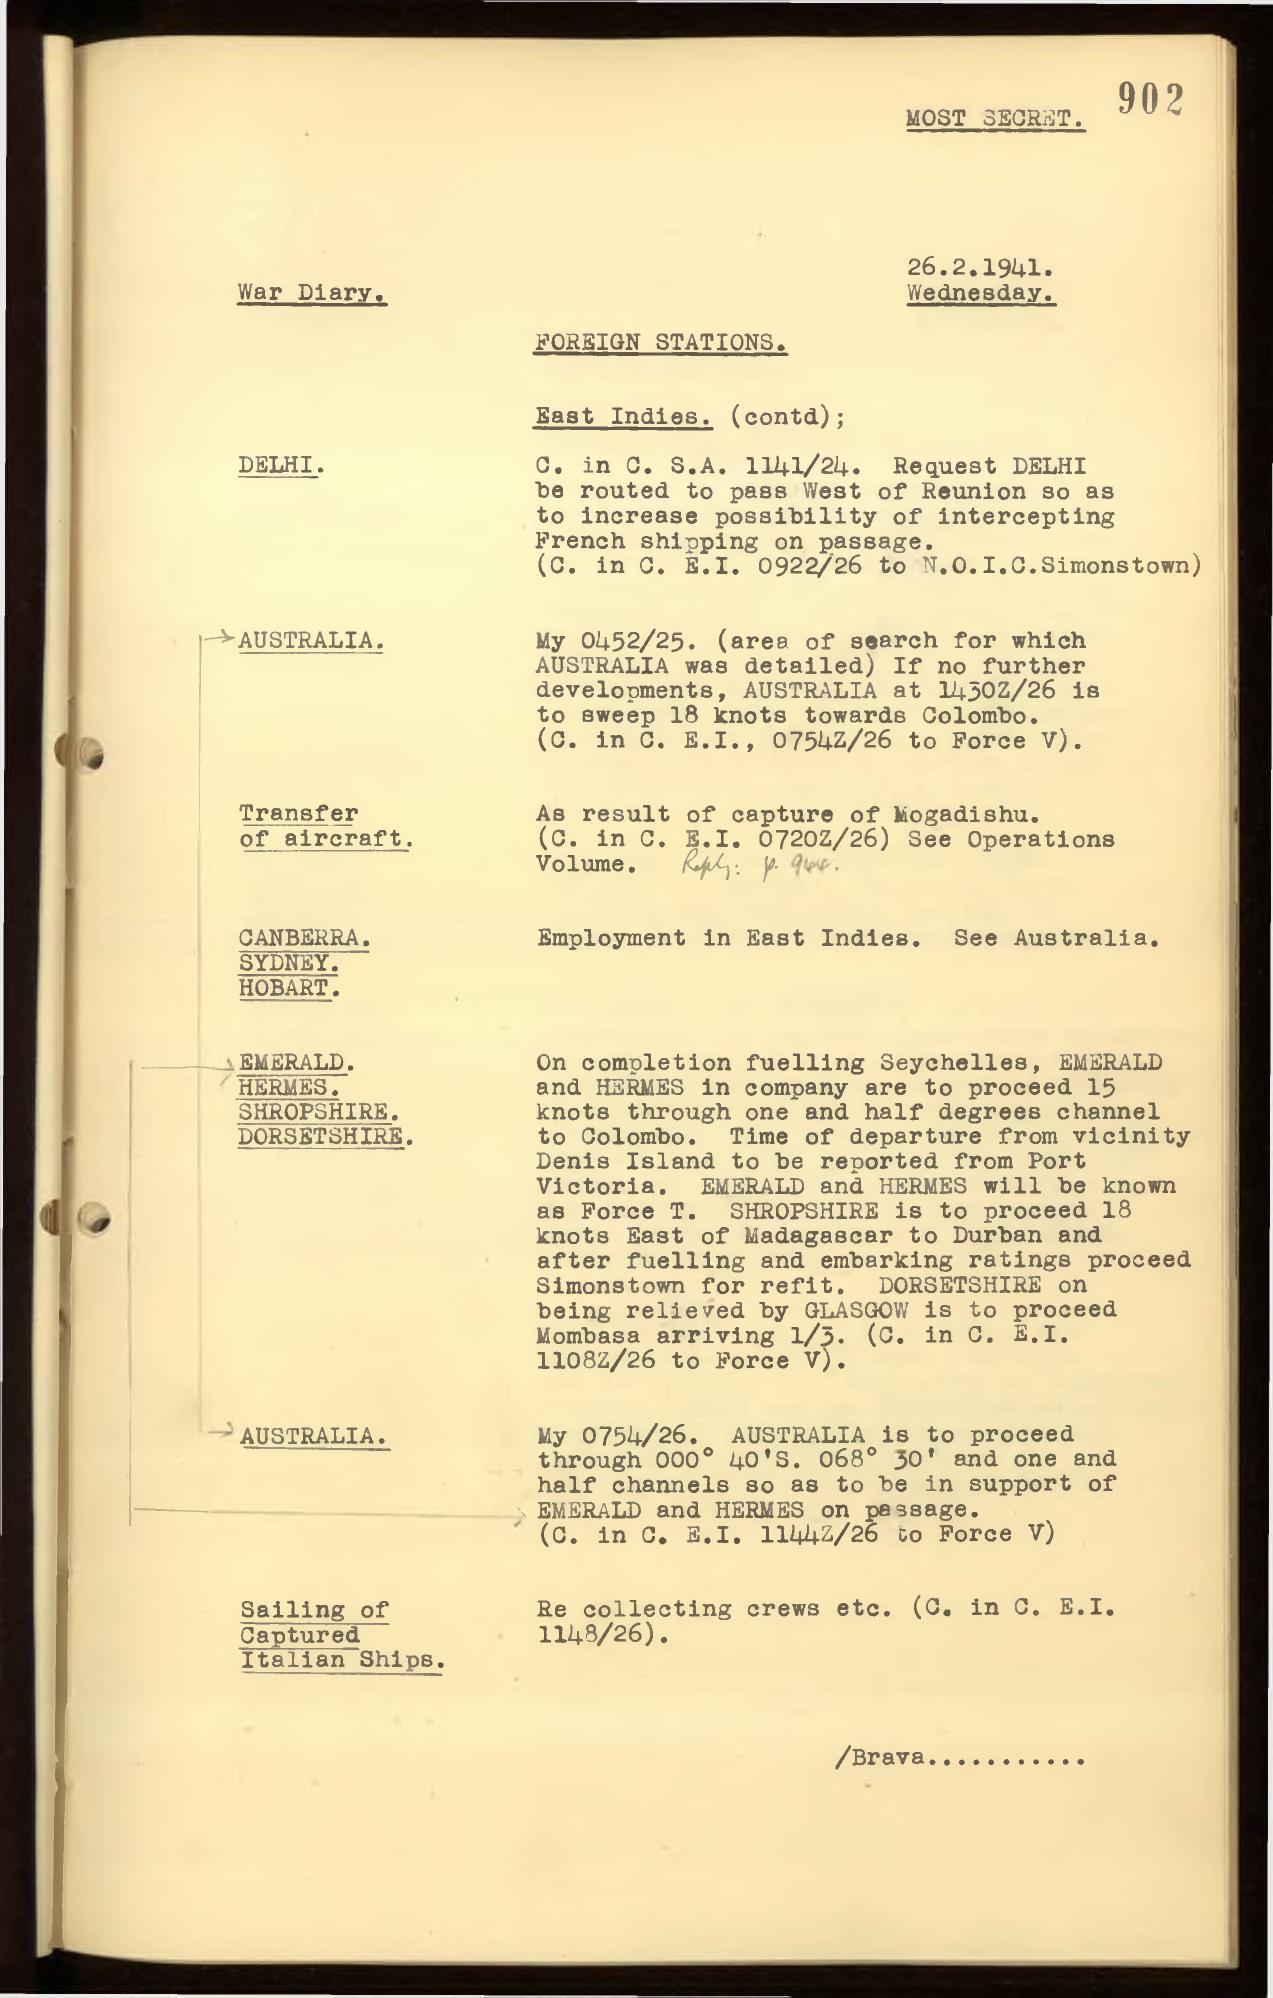 902
MOST SECRET.
26.2.1941.
War Diary.
Wednesday.
FOREIGN STATIONS.
East Indies. (contd);
DELHI.
C. in C. S.A. 1141/24. Request DELHI
be routed to pass West of Reunion so as
to increase possibility of intercepting
French shipping on passage.
(C. in C. E.I. 0922/26 to N.O.I.C.Simonstown)
AUSTRALIA.
My 0452/25. (area of search for which
AUSTRALIA was detailed) If no further
developments, AUSTRALIA at 1430Z/26 is
to sweep 18 knots towards Colombo.
(C. in C. E.I., 0754Z/26 to Force V).
Transfer
of aircraft.
As result of capture of Mogadishu.
(C. in C. E.I. 0720Z/26) See Operations
Volume. Reply: p.
CANBERRA.
SYDNEY.
HOBART.
Employment in East Indies. See Australia.
EMERALD.
HERMES.
SHROPSHIRE.
DORSETSHIRE.
On completion fuelling Seychelles, EMERALD
and HERMES in company are to proceed 15
knots through one and half degrees channel
to Colombo. Time of departure from vicinity
Denis Island to be reported from Port
Victoria. EMERALD and HERMES will be known
as Force T. SHROPSHIRE is to proceed 18
knots East of Madagascar to Durban and
after fuelling and embarking ratings proceed
Simonstown for refit. DORSETSHIRE on
being relieved by GLASGOW is to proceed
Mombasa arriving 1/3. (C. in C. E.I.
1108Z/26 to Force V).
AUSTRALIA.
My 0754/26. AUSTRALIA is to proceed
through 000° 40'S. 068° 30' and one and
half channels so as to be in support of
EMERALD and HERMES on passage.
(C. in C. E.I. 1144Z/26 to Force V)
Sailing of
Captured
Italian Ships.
Re collecting crews etc. (C. in C. E.I.
1148/26).
/Brava...........